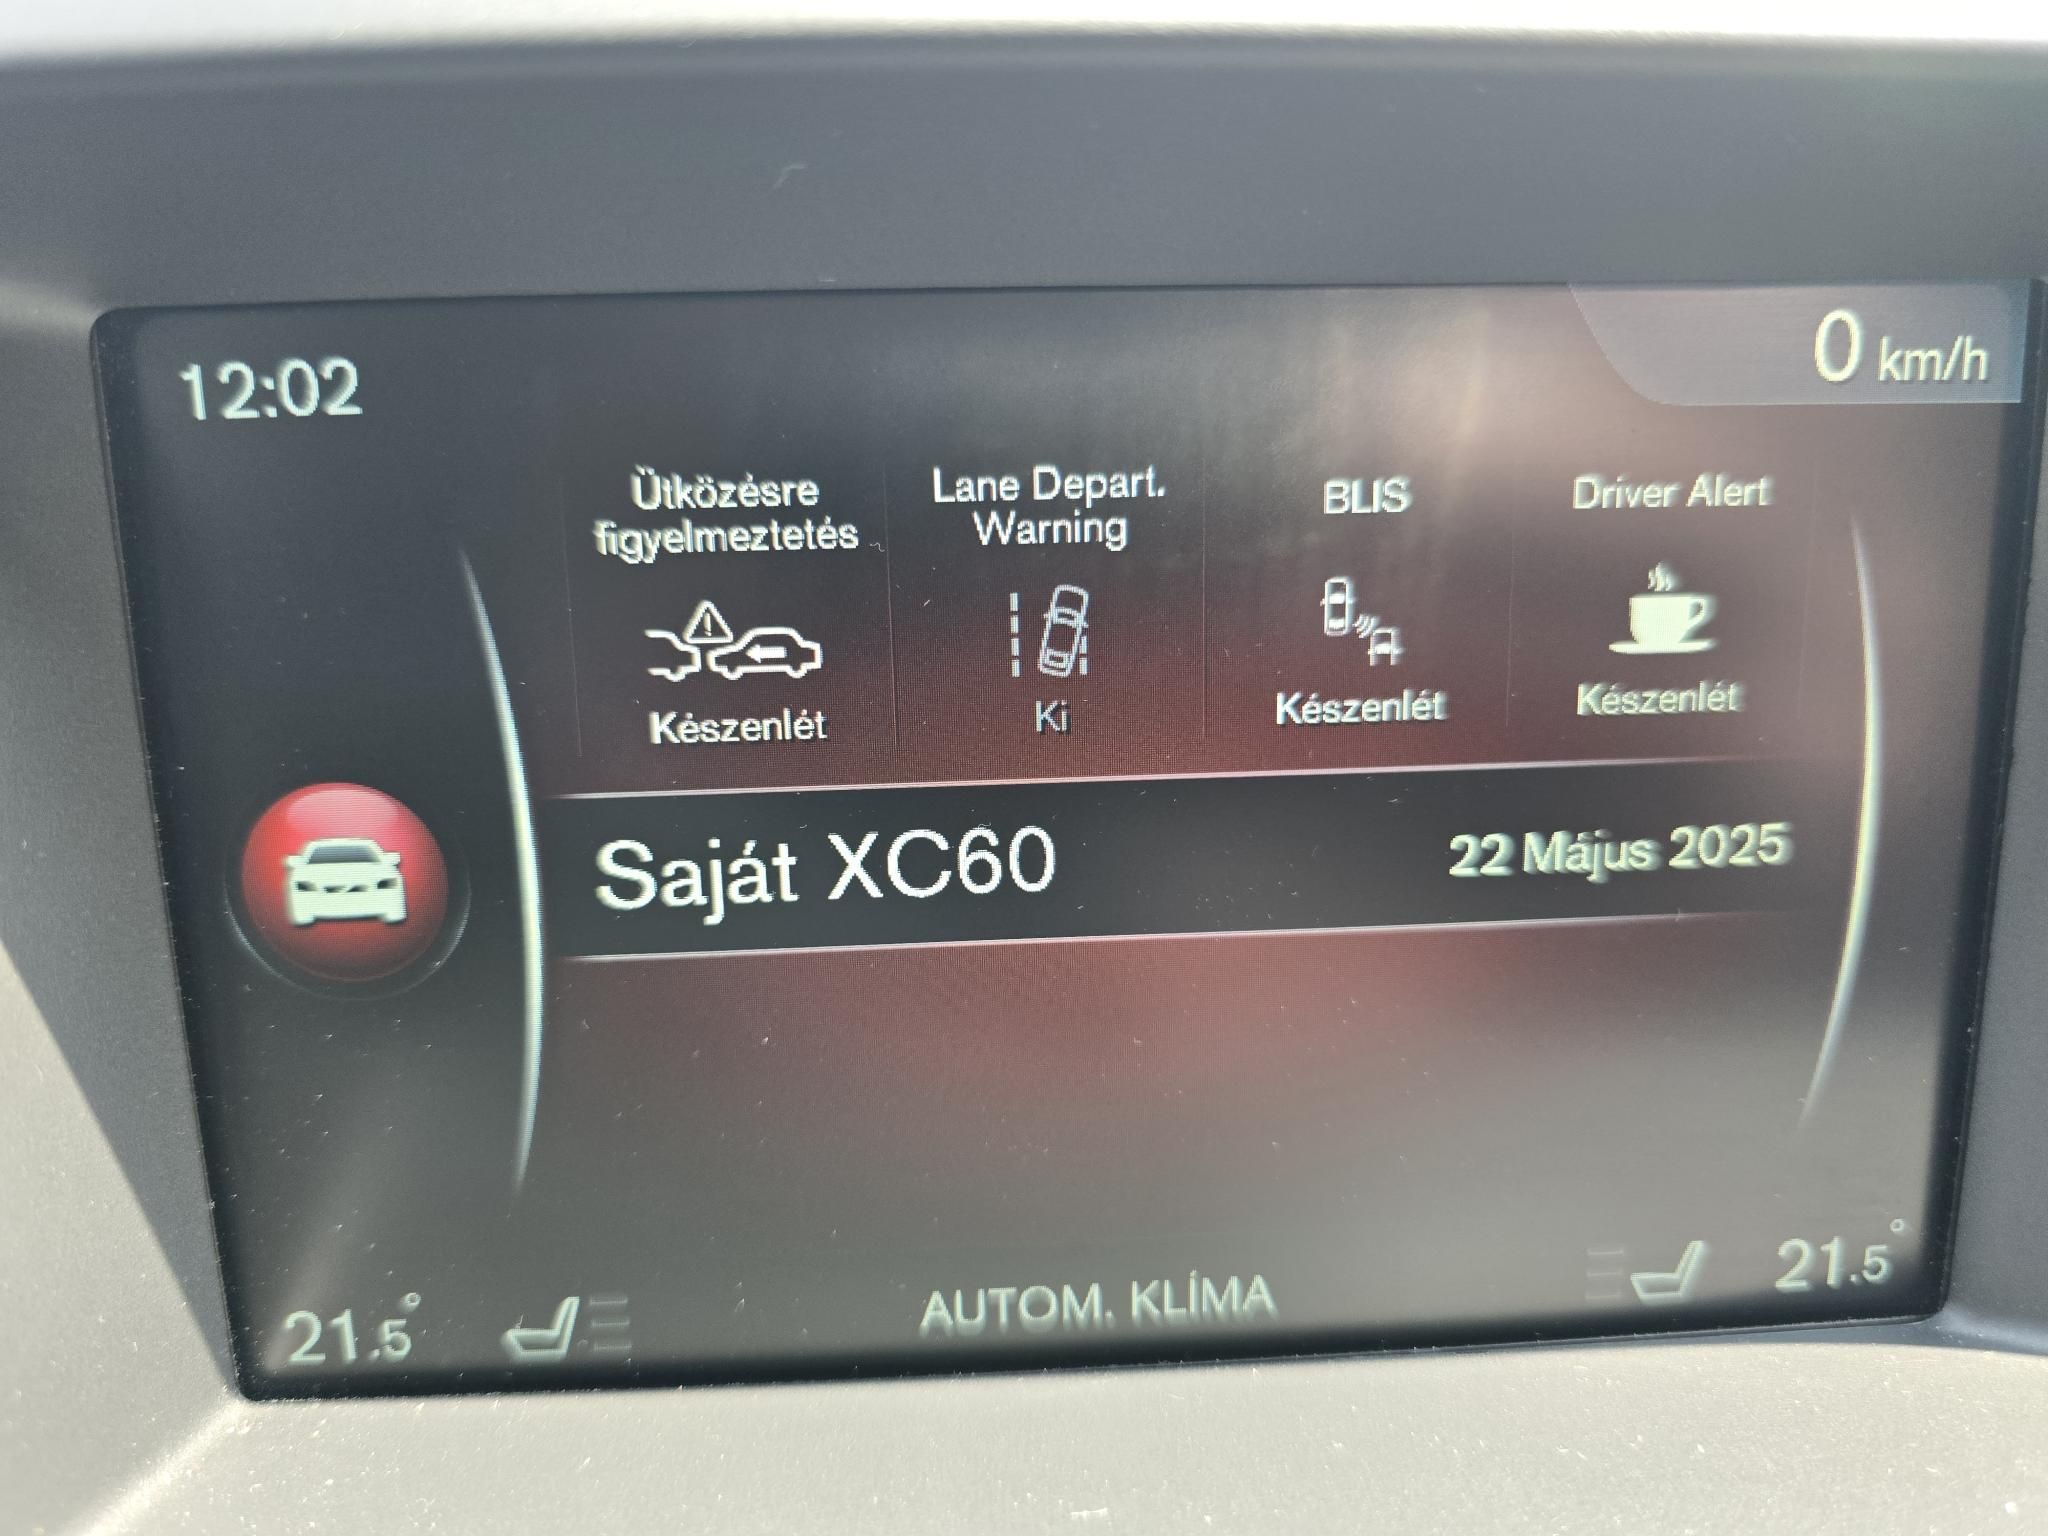 12:02
0 km/h
Ütközésre
figyelmeztetés
Készenlét
Lane Depart.
Warning
Ki
BLIS
Készenlét
Driver Alert
Készenlét
Saját XC60
22 Május 2025
21.5°
AUTOM. KLÍMA
21.5°